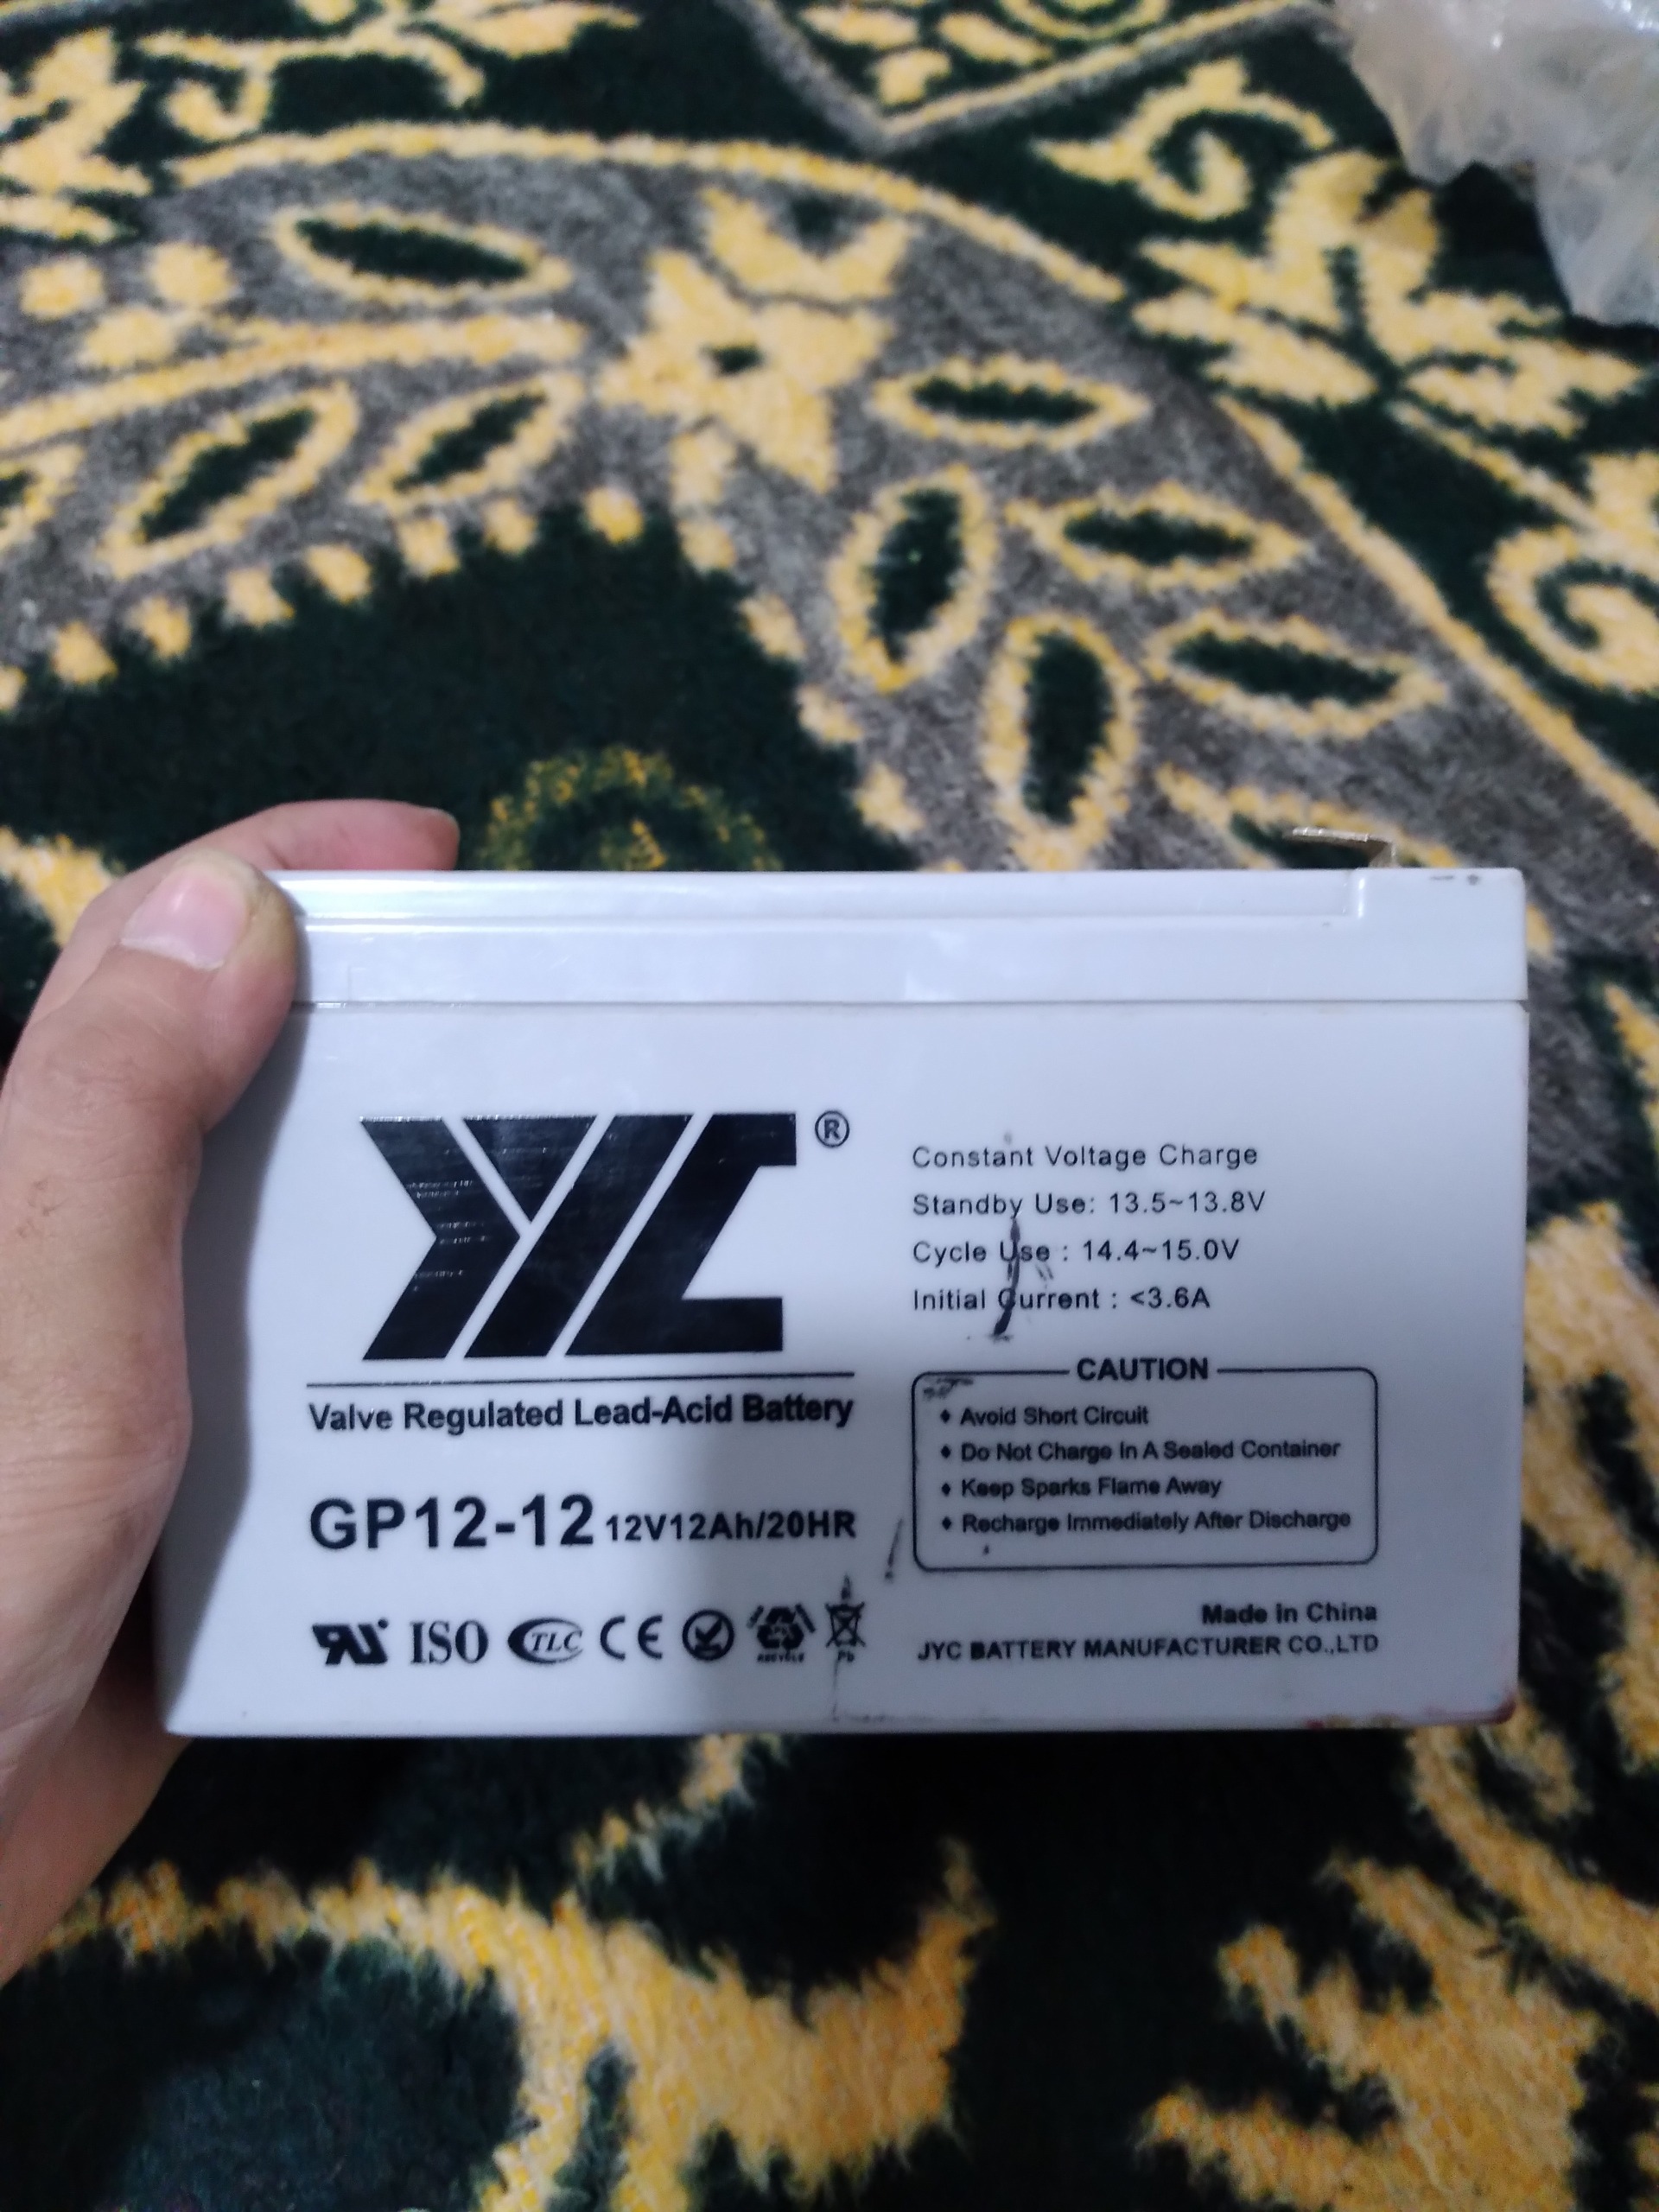 JYC®
Constant Voltage Charge
Standby Use: 13.5~13.8V
Cycle Use : 14.4~15.0V
Initial Current : <3.6A
Valve Regulated Lead-Acid Battery
GP12-12 12V12Ah/20HR
CAUTION
♦ Avoid Short Circuit
♦ Do Not Charge In A Sealed Container
♦ Keep Sparks Flame Away
♦ Recharge Immediately After Discharge
ISO TLC CE RECYCLE Pb
Made in China
JYC BATTERY MANUFACTURER CO.,LTD